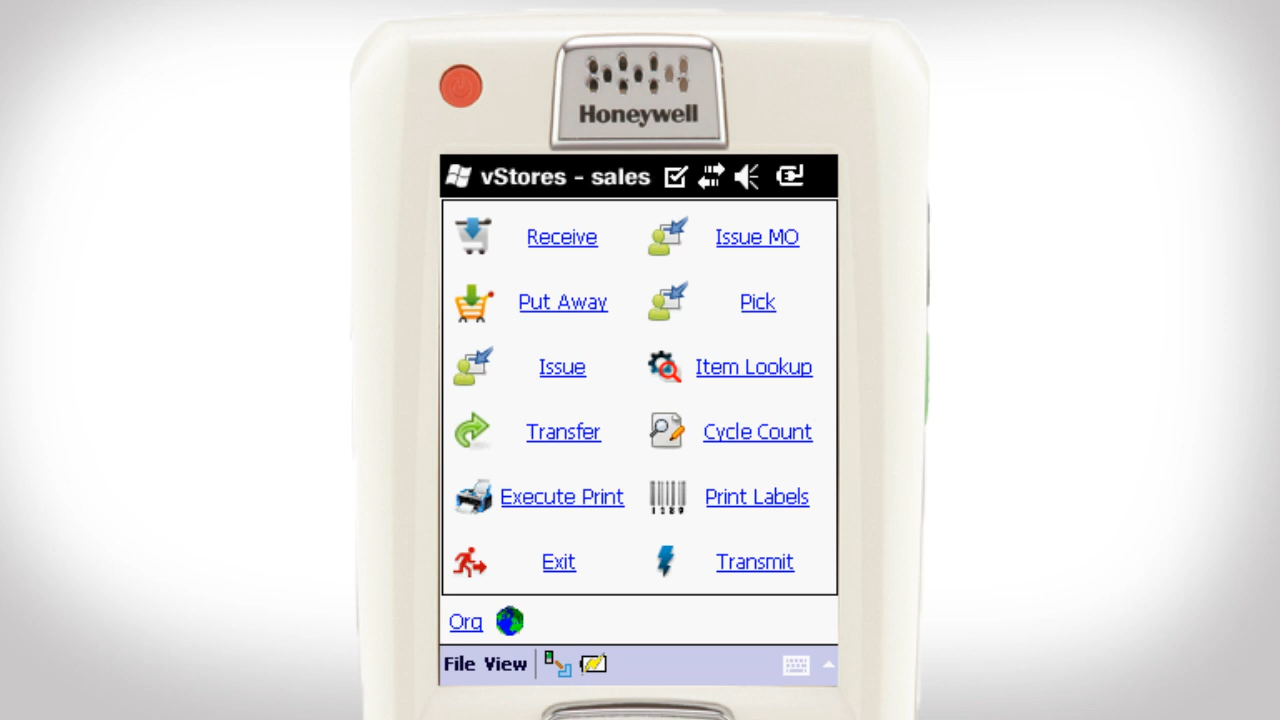 Honeywell
vStores - sales
Receive
Issue MO
Put Away
Pick
Issue
Item Lookup
Transfer
Cycle Count
Execute Print
Print Labels
1289
Exit
Transmit
Org
File View